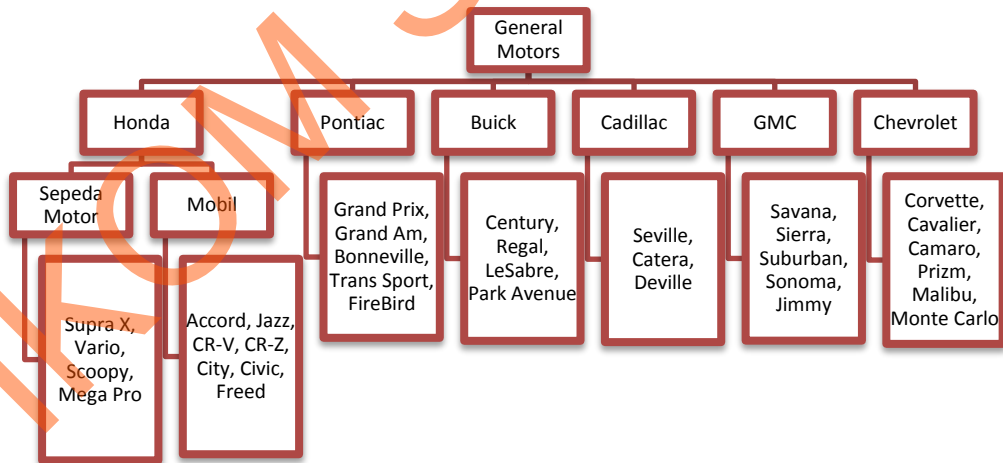 General
Motors
Honda
Pontiac
Buick
Cadillac
GMC
Chevrolet
Sepeda
Motor
Mobil
Grand Prix,
Grand Am,
Bonneville,
Trans Sport,
FireBird
Century,
Regal,
LeSabre,
Park Avenue
Seville,
Catera,
Deville
Savana,
Sierra,
Suburban,
Sonoma,
Jimmy
Corvette,
Cavalier,
Camaro,
Prizm,
Malibu,
Monte Carlo
Supra X,
Vario,
Scoopy,
Mega Pro
Accord, Jazz,
CR-V, CR-Z,
City, Civic,
Freed